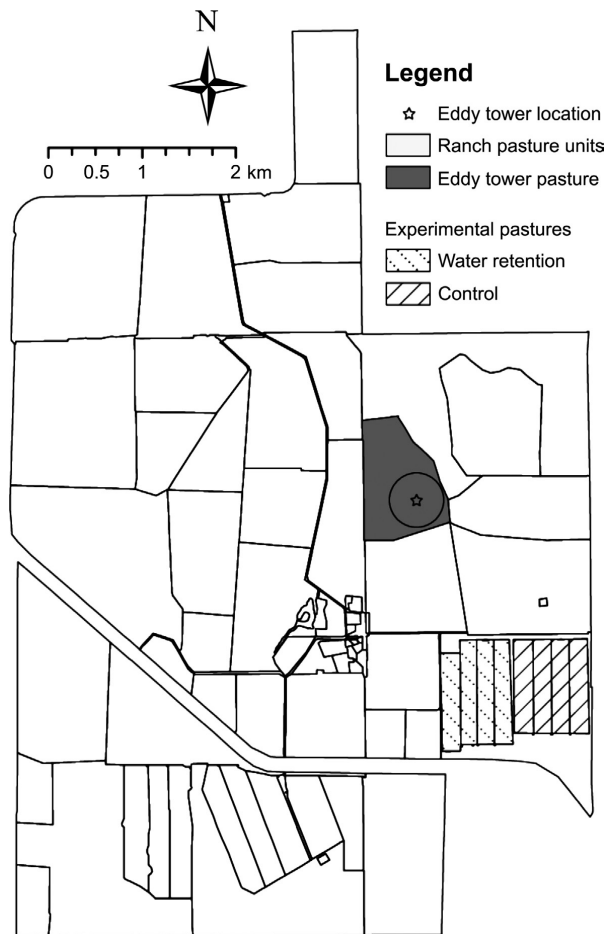 N
0 0.5 1 2 km
Legend
Eddy tower location
Ranch pasture units
Eddy tower pasture
Experimental pastures
Water retention
Control